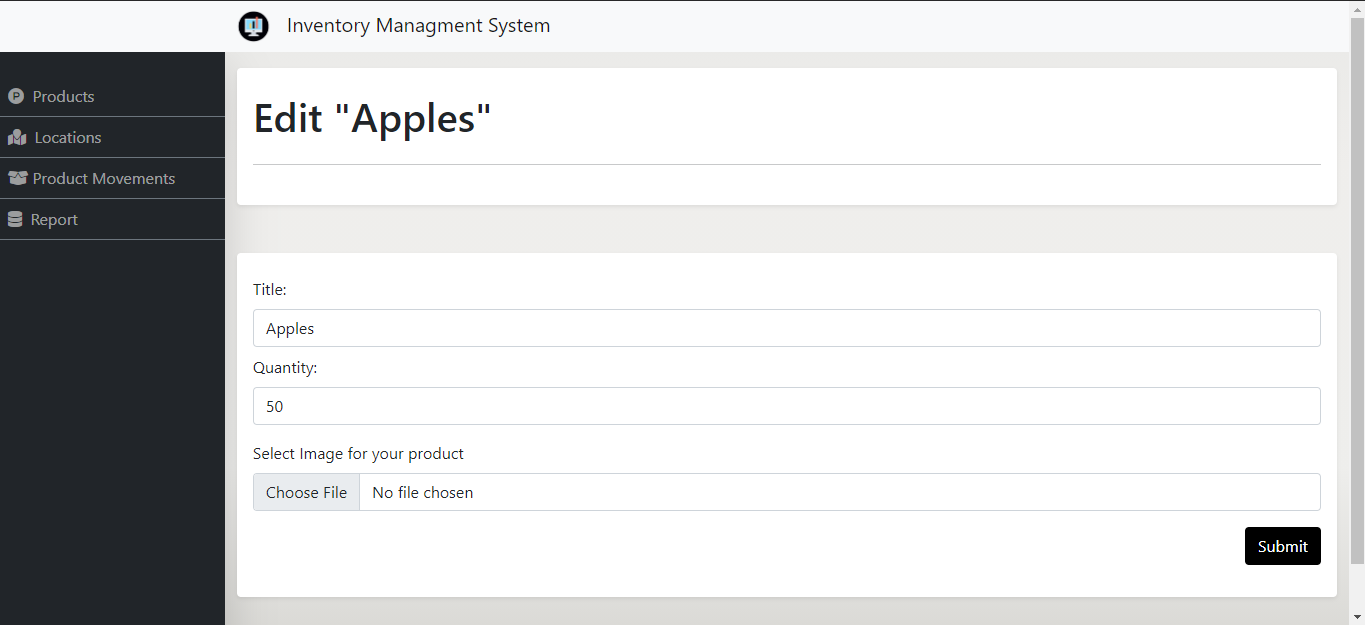 Inventory Managment System
Products
Locations
Product Movements
Report
Edit "Apples"
Title:
Apples
Quantity:
50
Select Image for your product
Choose File No file chosen
Submit